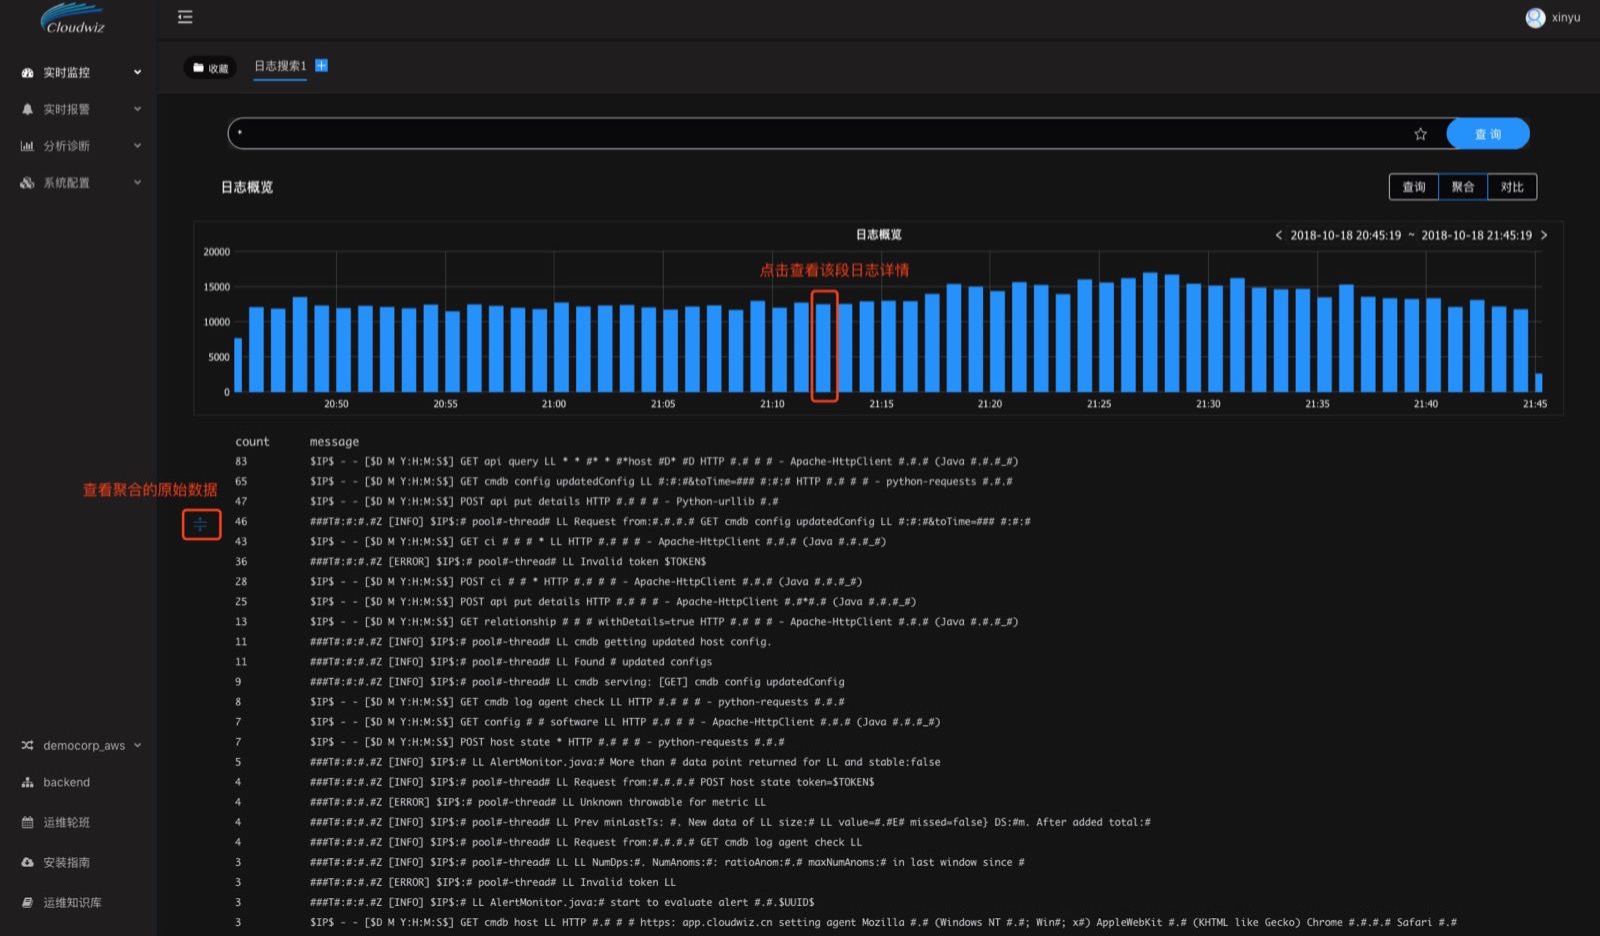 Cloudwiz
xinyu
收藏
日志搜索1
实时监控
实时报警
分析诊断
系统配置
democorp_aws
backend
运维轮班
安装指南
运维知识库
*
查 询
日志概览
查询 聚合 对比
日志概览
< 2018-10-18 20:45:19 ~ 2018-10-18 21:45:19 >
点击查看该段日志详情
20000
15000
10000
5000
0
20:50 20:55 21:00 21:05 21:10 21:15 21:20 21:25 21:30 21:35 21:40 21:45
查看聚合的原始数据
count message
83 $IP$ - - [$D M Y:H:M:S$] GET api query LL * * #* * #*host #D* #D HTTP #.# # # - Apache-HttpClient #.#.# (Java #.#.#_#)
65 $IP$ - - [$D M Y:H:M:S$] GET cmdb config updatedConfig LL #:#:#&toTime=### #:#:# HTTP #.# # # - python-requests #.#.#
47 $IP$ - - [$D M Y:H:M:S$] POST api put details HTTP #.# # # - Python-urllib #.#
46 ###T#:#:#.#Z [INFO] $IP$:# pool#-thread# LL Request from:#.#.#.# GET cmdb config updatedConfig LL #:#:#&toTime=### #:#:#
43 $IP$ - - [$D M Y:H:M:S$] GET ci # # # * LL HTTP #.# # # - Apache-HttpClient #.#.# (Java #.#.#_#)
36 ###T#:#:#.#Z [ERROR] $IP$:# pool#-thread# LL Invalid token $TOKEN$
28 $IP$ - - [$D M Y:H:M:S$] POST ci # # * HTTP #.# # # - Apache-HttpClient #.#.# (Java #.#.#_#)
25 $IP$ - - [$D M Y:H:M:S$] POST api put details HTTP #.# # # - Apache-HttpClient #.#*#.# (Java #.#.#_#)
13 $IP$ - - [$D M Y:H:M:S$] GET relationship # # # withDetails=true HTTP #.# # # - Apache-HttpClient #.#.# (Java #.#.#_#)
11 ###T#:#:#.#Z [INFO] $IP$:# pool#-thread# LL cmdb getting updated host config.
11 ###T#:#:#.#Z [INFO] $IP$:# pool#-thread# LL Found # updated configs
9 ###T#:#:#.#Z [INFO] $IP$:# pool#-thread# LL cmdb serving: [GET] cmdb config updatedConfig
8 $IP$ - - [$D M Y:H:M:S$] GET cmdb log agent check LL HTTP #.# # # - python-requests #.#.#
7 $IP$ - - [$D M Y:H:M:S$] GET config # # software LL HTTP #.# # # - Apache-HttpClient #.#.# (Java #.#.#_#)
7 $IP$ - - [$D M Y:H:M:S$] POST host state * HTTP #.# # # - python-requests #.#.#
5 ###T#:#:#.#Z [INFO] $IP$:# LL AlertMonitor.java:# More than # data point returned for LL and stable:false
4 ###T#:#:#.#Z [INFO] $IP$:# pool#-thread# LL Request from:#.#.#.# POST host state token=$TOKEN$
4 ###T#:#:#.#Z [ERROR] $IP$:# pool#-thread# LL Unknown throwable for metric LL
4 ###T#:#:#.#Z [INFO] $IP$:# pool#-thread# LL Prev minLastTs: #. New data of LL size:# LL value=#.#E# missed=false} DS:#m. After added total:#
4 ###T#:#:#.#Z [INFO] $IP$:# pool#-thread# LL Request from:#.#.#.# GET cmdb log agent check LL
3 ###T#:#:#.#Z [INFO] $IP$:# pool#-thread# LL LL NumDps:#. NumAnoms:#: ratioAnom:#.# maxNumAnoms:# in last window since #
3 ###T#:#:#.#Z [ERROR] $IP$:# pool#-thread# LL Invalid token LL
3 ###T#:#:#.#Z [INFO] $IP$:# LL AlertMonitor.java:# start to evaluate alert #.#.$UUID$
3 $IP$ - - [$D M Y:H:M:S$] GET cmdb host LL HTTP #.# # # https: app.cloudwiz.cn setting agent Mozilla #.# (Windows NT #.#; Win#; x#) AppleWebKit #.# (KHTML like Gecko) Chrome #.#.#.# Safari #.#